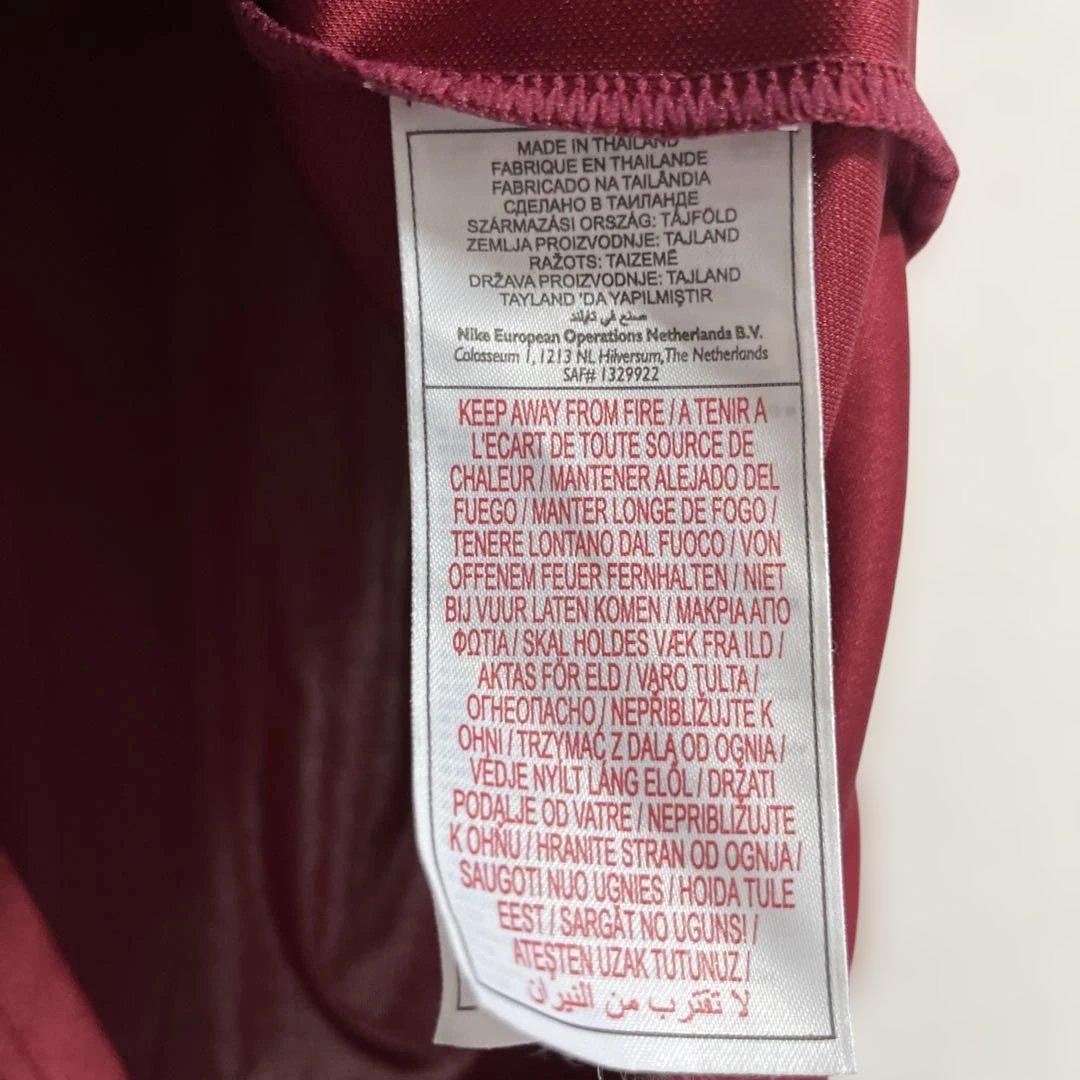 MADE IN THAILAND
FABRIQUE EN THAILANDE
FABRICADO NA TAILÂNDIA
СДЕЛАНО В ТАИЛАНДЕ
SZÁRMAZÁSI ORSZÁG: TÁJFÖLD
ZEMLJA PROIZVODNJE: TAJLAND
RAŽOTS: TAIZEMĒ
DRŽAVA PROIZVODNJE: TAJLAND
TAYLAND 'DA YAPILMIŞTIR
صنع في تايلند
Nike European Operations Netherlands B.V.
Colosseum 1, 1213 NL Hilversum, The Netherlands
SAF# 1329922
KEEP AWAY FROM FIRE / A TENIR A
L'ECART DE TOUTE SOURCE DE
CHALEUR / MANTENER ALEJADO DEL
FUEGO / MANTER LONGE DE FOGO /
TENERE LONTANO DAL FUOCO / VON
OFFENEM FEUER FERNHALTEN / NIET
BIJ VUUR LATEN KOMEN / ΜΑΚΡΙΑ ΑΠΟ
ΦΩΤΙΑ / SKAL HOLDES VÆK FRA ILD /
AKTAS FÖR ELD / VARO TULTA /
ОГНЕОПАСНО / NEPŘIBLIŽUJTE K
OHNI / TRZYMAĆ Z DALA OD OGNIA /
VÉDJE NYÍLT LÁNG ELŐL / DRŽATI
PODALJE OD VATRE / NEPRIBLIŽUJTE
K OHŇU / HRANITE STRAN OD OGNJA /
SAUGOTI NUO UGNIES / HOIDA TULE
EEST / SARGĀT NO UGUNS! /
ATEŞTEN UZAK TUTUNUZ /
لا تقترب من النيران